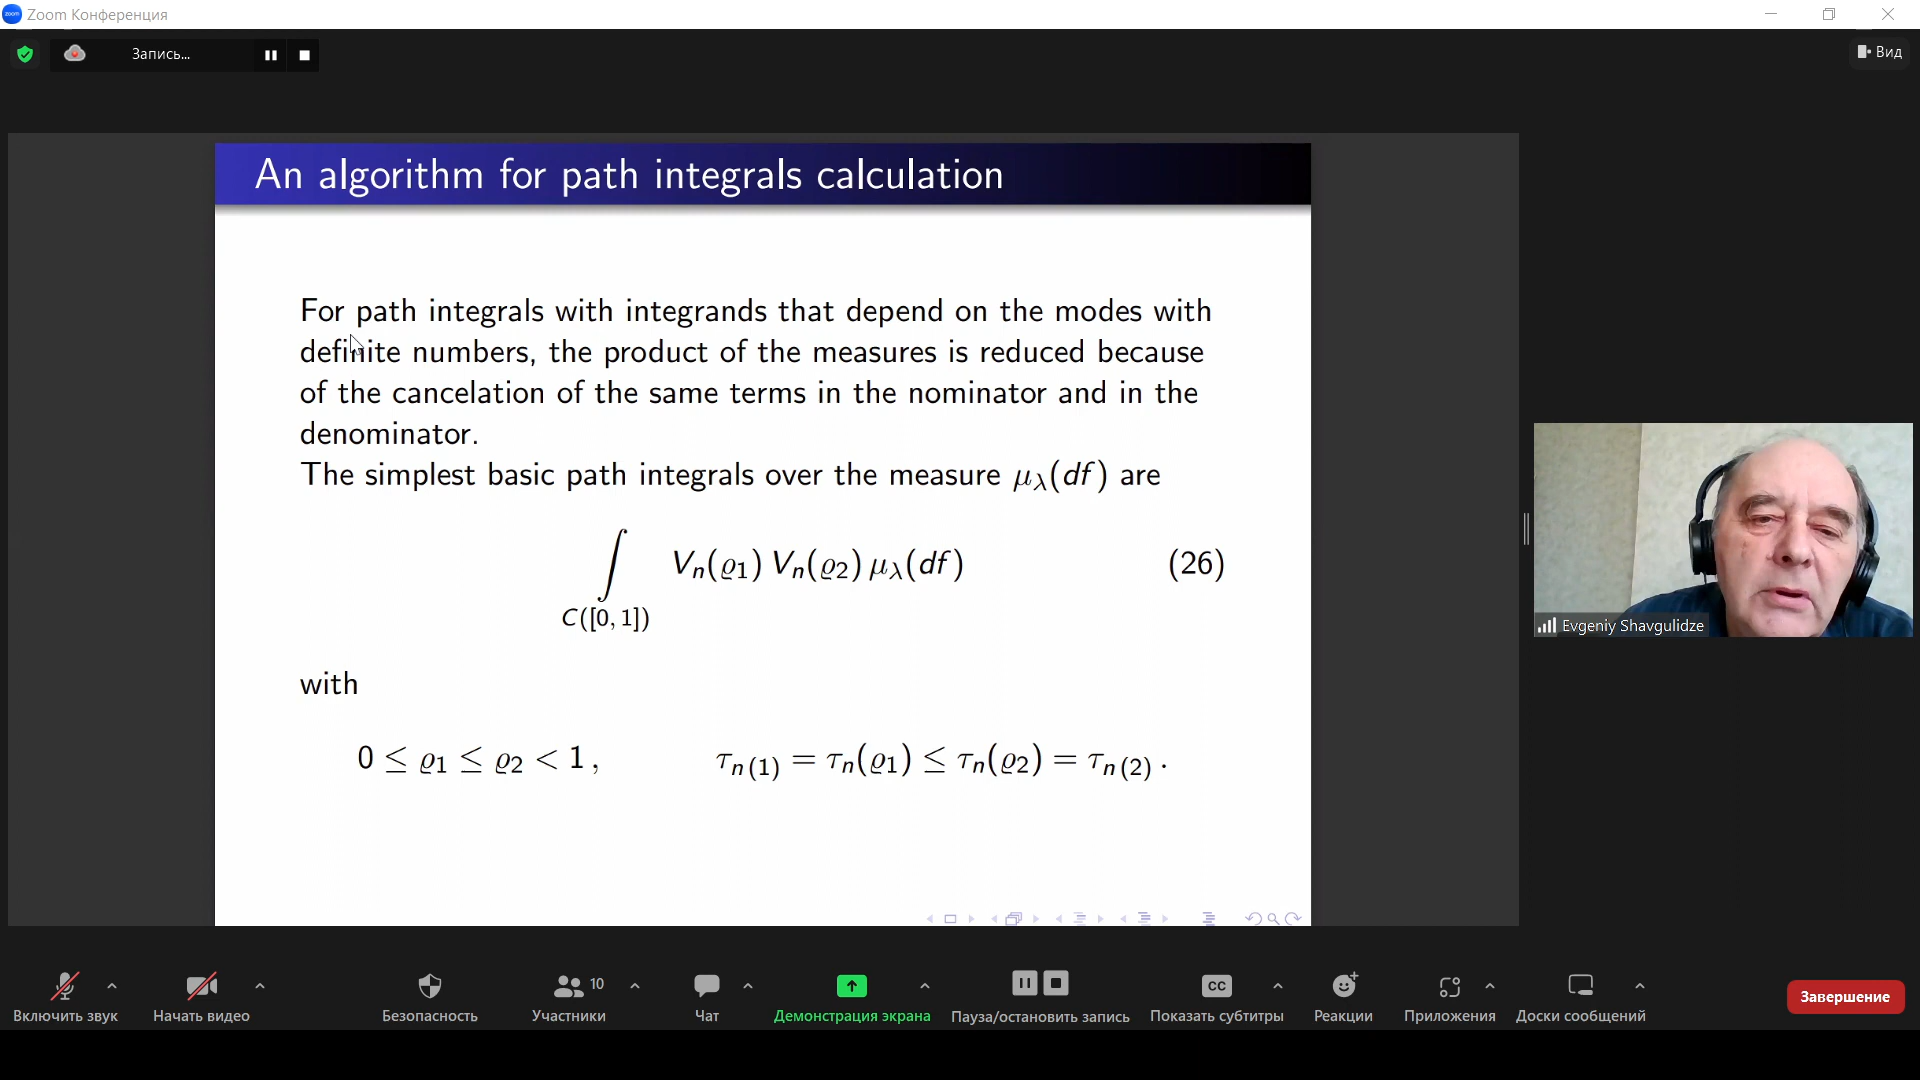 zoom Zoom Конференция
Запись...
Вид
An algorithm for path integrals calculation
For path integrals with integrands that depend on the modes with
definite numbers, the product of the measures is reduced because
of the cancelation of the same terms in the nominator and in the
denominator.
The simplest basic path integrals over the measure μ_λ(df) are
∫ V_n(ϱ_1) V_n(ϱ_2) μ_λ(df) (26)
C([0, 1])
with
0 ≤ ϱ_1 ≤ ϱ_2 < 1 , τ_{n (1)} = τ_n(ϱ_1) ≤ τ_n(ϱ_2) = τ_{n (2)} .
Evgeniy Shavgulidze
10
CC
Включить звук
Начать видео
Безопасность
Участники
Чат
Демонстрация экрана
Пауза/остановить запись
Показать субтитры
Реакции
Приложения
Доски сообщений
Завершение